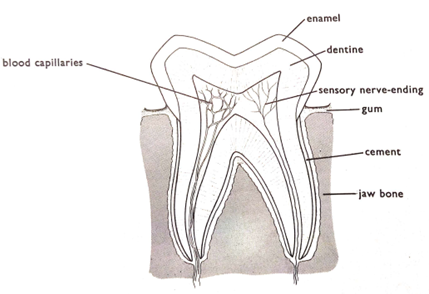 enamel
dentine
blood capillaries
sensory nerve-ending
gum
cement
jaw bone